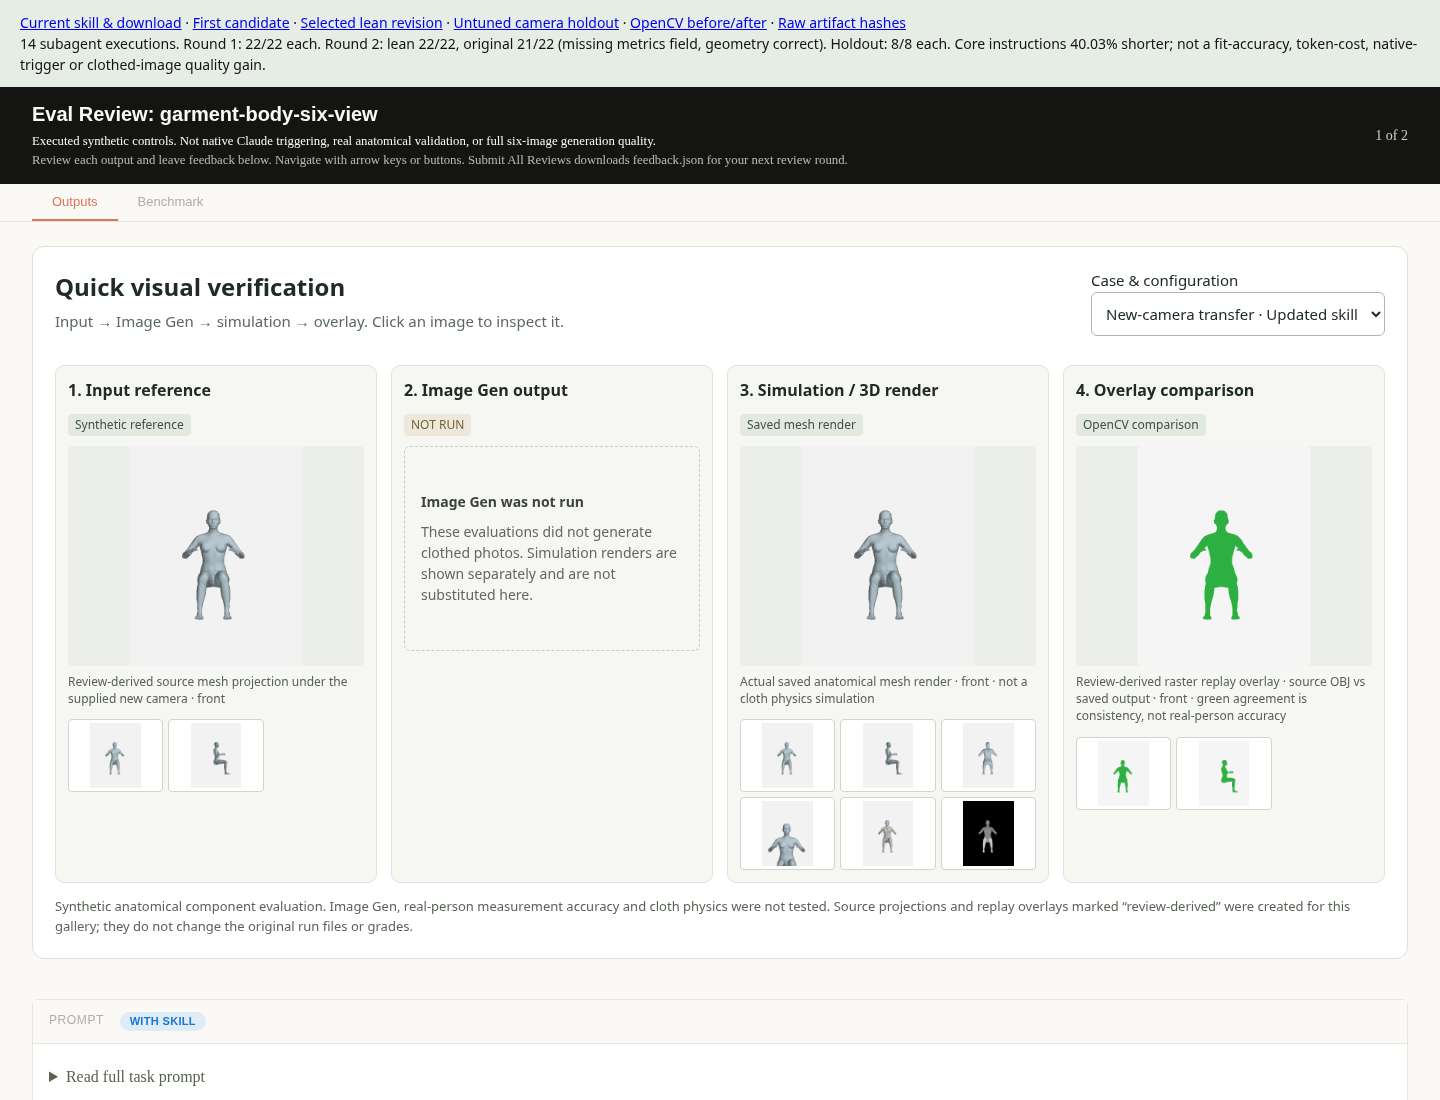 Current skill & download · First candidate · Selected lean revision · Untuned camera holdout · OpenCV before/after · Raw artifact hashes
14 subagent executions. Round 1: 22/22 each. Round 2: lean 22/22, original 21/22 (missing metrics field, geometry correct). Holdout: 8/8 each. Core instructions 40.03% shorter; not a fit-accuracy, token-cost, native-
trigger or clothed-image quality gain.
Eval Review: garment-body-six-view
Executed synthetic controls. Not native Claude triggering, real anatomical validation, or full six-image generation quality.
Review each output and leave feedback below. Navigate with arrow keys or buttons. Submit All Reviews downloads feedback.json for your next review round.
1 of 2
Outputs
Benchmark
Quick visual verification
Input → Image Gen → simulation → overlay. Click an image to inspect it.
Case & configuration
New-camera transfer · Updated skill
1. Input reference
Synthetic reference
Review-derived source mesh projection under the
supplied new camera · front
2. Image Gen output
NOT RUN
Image Gen was not run
These evaluations did not generate
clothed photos. Simulation renders are
shown separately and are not
substituted here.
3. Simulation / 3D render
Saved mesh render
Actual saved anatomical mesh render · front · not a
cloth physics simulation
4. Overlay comparison
OpenCV comparison
Review-derived raster replay overlay · source OBJ vs
saved output · front · green agreement is
consistency, not real-person accuracy
Synthetic anatomical component evaluation. Image Gen, real-person measurement accuracy and cloth physics were not tested. Source projections and replay overlays marked “review-derived” were created for this
gallery; they do not change the original run files or grades.
PROMPT
WITH SKILL
Read full task prompt